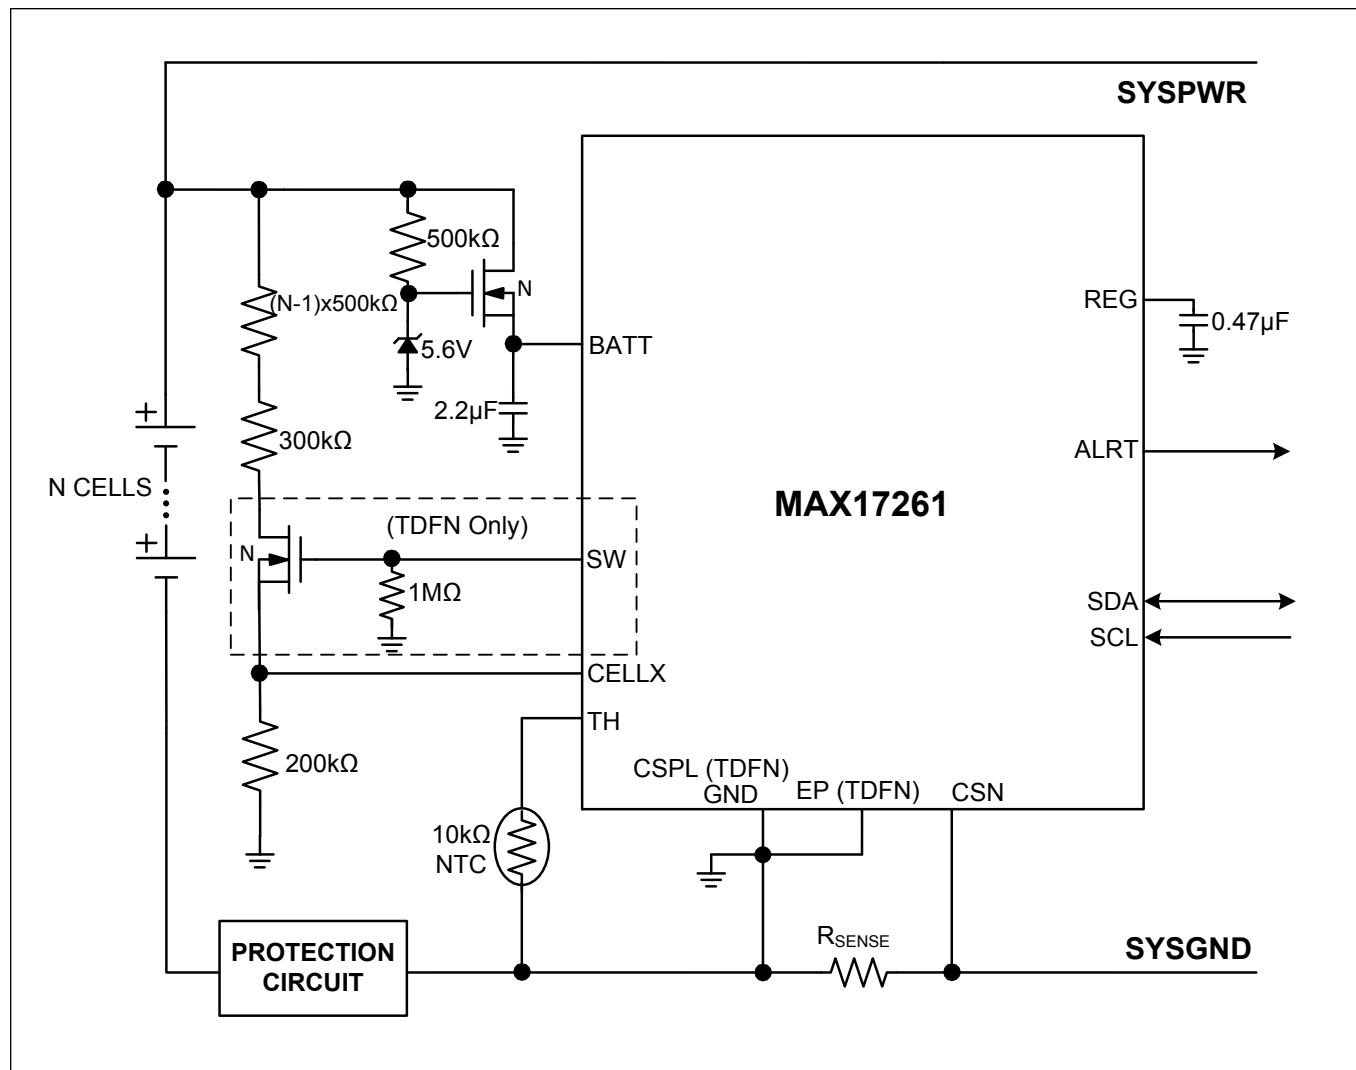 SYSPWR
500kΩ
N
(N-1)x500kΩ
REG
0.47µF
5.6V
BATT
2.2µF
+
300kΩ
ALRT
N CELLS
MAX17261
(TDFN Only)
+
N
SW
1MΩ
SDA
SCL
CELLX
TH
200kΩ
CSPL (TDFN)
GND
EP (TDFN)
CSN
10kΩ
NTC
RSENSE
SYSGND
PROTECTION
CIRCUIT